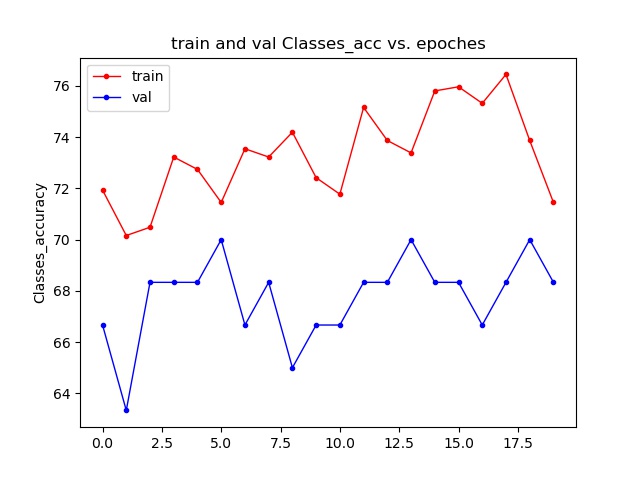 train and val Classes_acc vs. epoches
train
val
Classes_accuracy
76
74
72
70
68
66
64
0.0 2.5 5.0 7.5 10.0 12.5 15.0 17.5